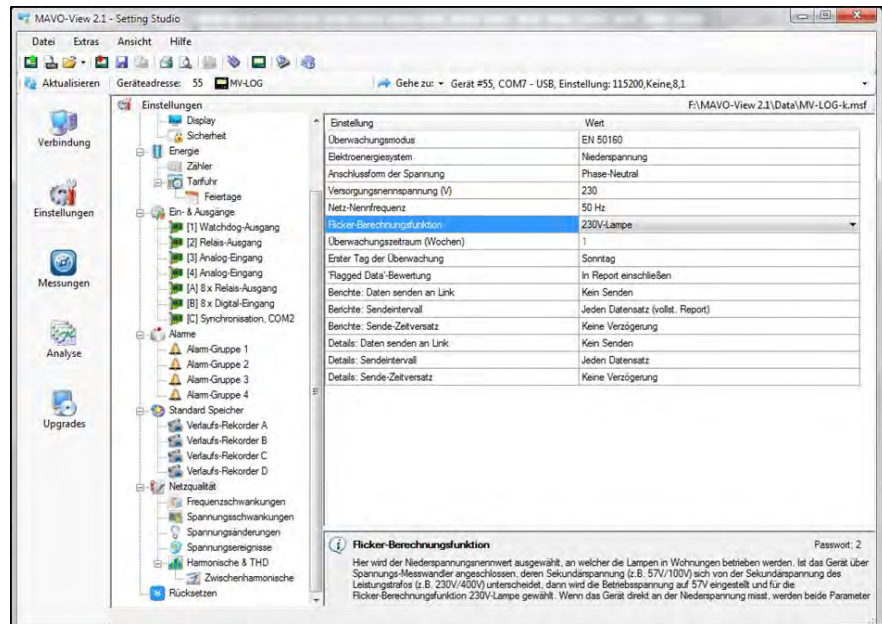 MAVO-View 2.1 - Setting Studio
Datei Extras Ansicht Hilfe
Aktualisieren Geräteadresse: 55 MV-LOG Gehe zu: Gerät #55, COM7 - USB, Einstellung: 115200,Keine,8,1
Verbindung
Einstellungen
Messungen
Analyse
Upgrades
Einstellungen F:\MAVO-View 2.1\Data\MV-LOG-k.msf
Display
Sicherheit
Energie
Zähler
Tarifuhr
Feiertage
Ein- & Ausgänge
[1] Watchdog-Ausgang
[2] Relais-Ausgang
[3] Analog-Eingang
[4] Analog-Eingang
[A] 8 x Relais-Ausgang
[B] 8 x Digital-Eingang
[C] Synchronisation, COM2
Alarme
Alarm-Gruppe 1
Alarm-Gruppe 2
Alarm-Gruppe 3
Alarm-Gruppe 4
Standard Speicher
Verlaufs-Rekorder A
Verlaufs-Rekorder B
Verlaufs-Rekorder C
Verlaufs-Rekorder D
Netzqualität
Frequenzschwankungen
Spannungsschwankungen
Spannungsänderungen
Spannungsereignisse
Harmonische & THD
Zwischenharmonische
Rücksetzen
Einstellung Wert
Überwachungsmodus EN 50160
Elektroenergiesystem Niederspannung
Anschlussform der Spannung Phase-Neutral
Versorgungsnennspannung (V) 230
Netz-Nennfrequenz 50 Hz
Flicker-Berechnungsfunktion 230V-Lampe
Überwachungszeitraum (Wochen) 1
Erster Tag der Überwachung Sonntag
'Flagged Data'-Bewertung In Report einschließen
Berichte: Daten senden an Link Kein Senden
Berichte: Sendeintervall Jeden Datensatz (vollst. Report)
Berichte: Sende-Zeitversatz Keine Verzögerung
Details: Daten senden an Link Kein Senden
Details: Sendeintervall Jeden Datensatz
Details: Sende-Zeitversatz Keine Verzögerung
Flicker-Berechnungsfunktion Passwort: 2
Hier wird der Niederspannungsnennwert ausgewählt, an welcher die Lampen in Wohnungen betrieben werden. Ist das Gerät über
Spannungs-Messwandler angeschlossen, deren Sekundärspannung (z.B. 57V/100V) sich von der Sekundärspannung des
Leistungstrafos (z.B. 230V/400V) unterscheidet, dann wird die Betriebsspannung auf 57V eingestellt und für die
Flicker-Berechnungsfunktion 230V-Lampe gewählt. Wenn das Gerät direkt an der Niederspannung misst, werden beide Parameter